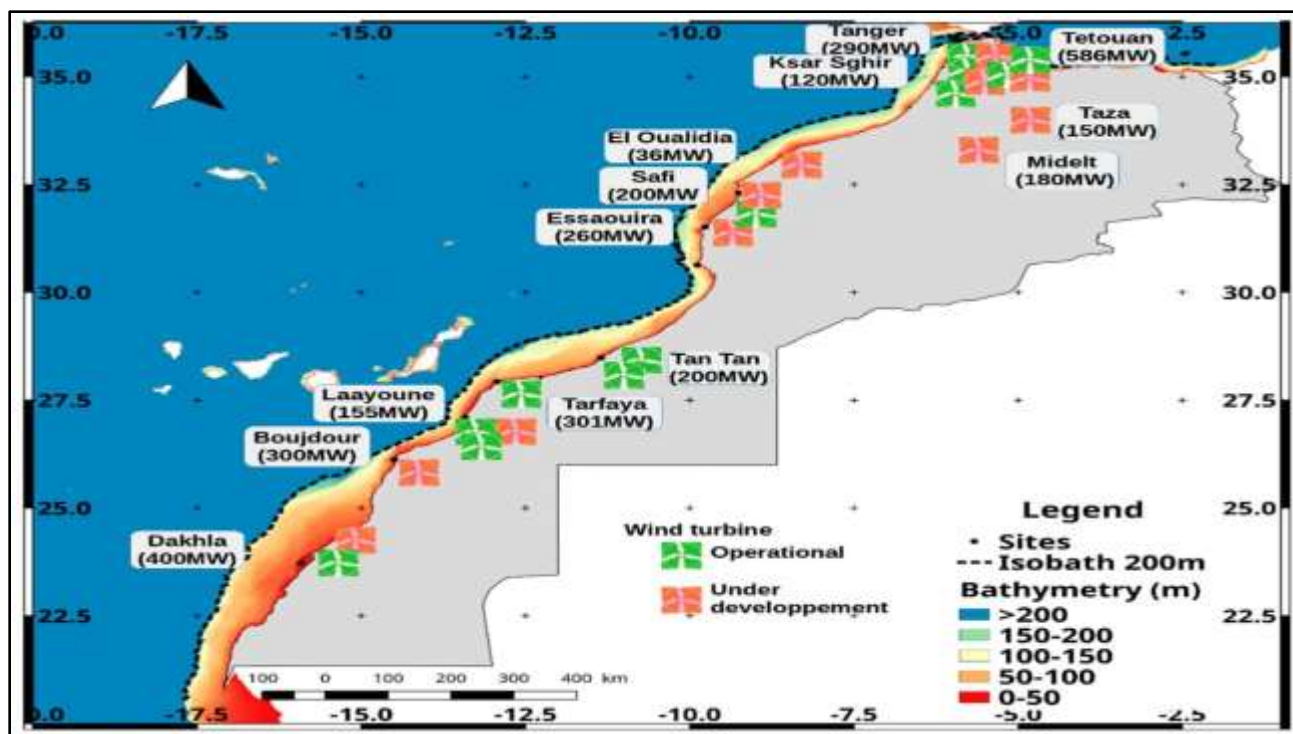 0.0
-17.5
-15.0
-12.5
-10.0
-7.5
-5.0
-2.5
Tanger
(290MW)
Tetouan
(586MW)
Ksar Sghir
(120MW)
35.0
35.0
Taza
(150MW)
El Oualidia
(36MW)
Midelt
(180MW)
Safi
(200MW
32.5
32.5
Essaouira
(260MW)
30.0
30.0
Tan Tan
(200MW)
Laayoune
(155MW)
Tarfaya
(301MW)
27.5
27.5
Boujdour
(300MW)
25.0
25.0
Dakhla
(400MW)
22.5
22.5
Wind turbine
Operational
Under
developpement
Legend
Sites
Isobath 200m
Bathymetry (m)
>200
150-200
100-150
50-100
0-50
100 0 100 200 300 400 km
0.0
-17.5
-15.0
-12.5
-10.0
-7.5
-5.0
-2.5